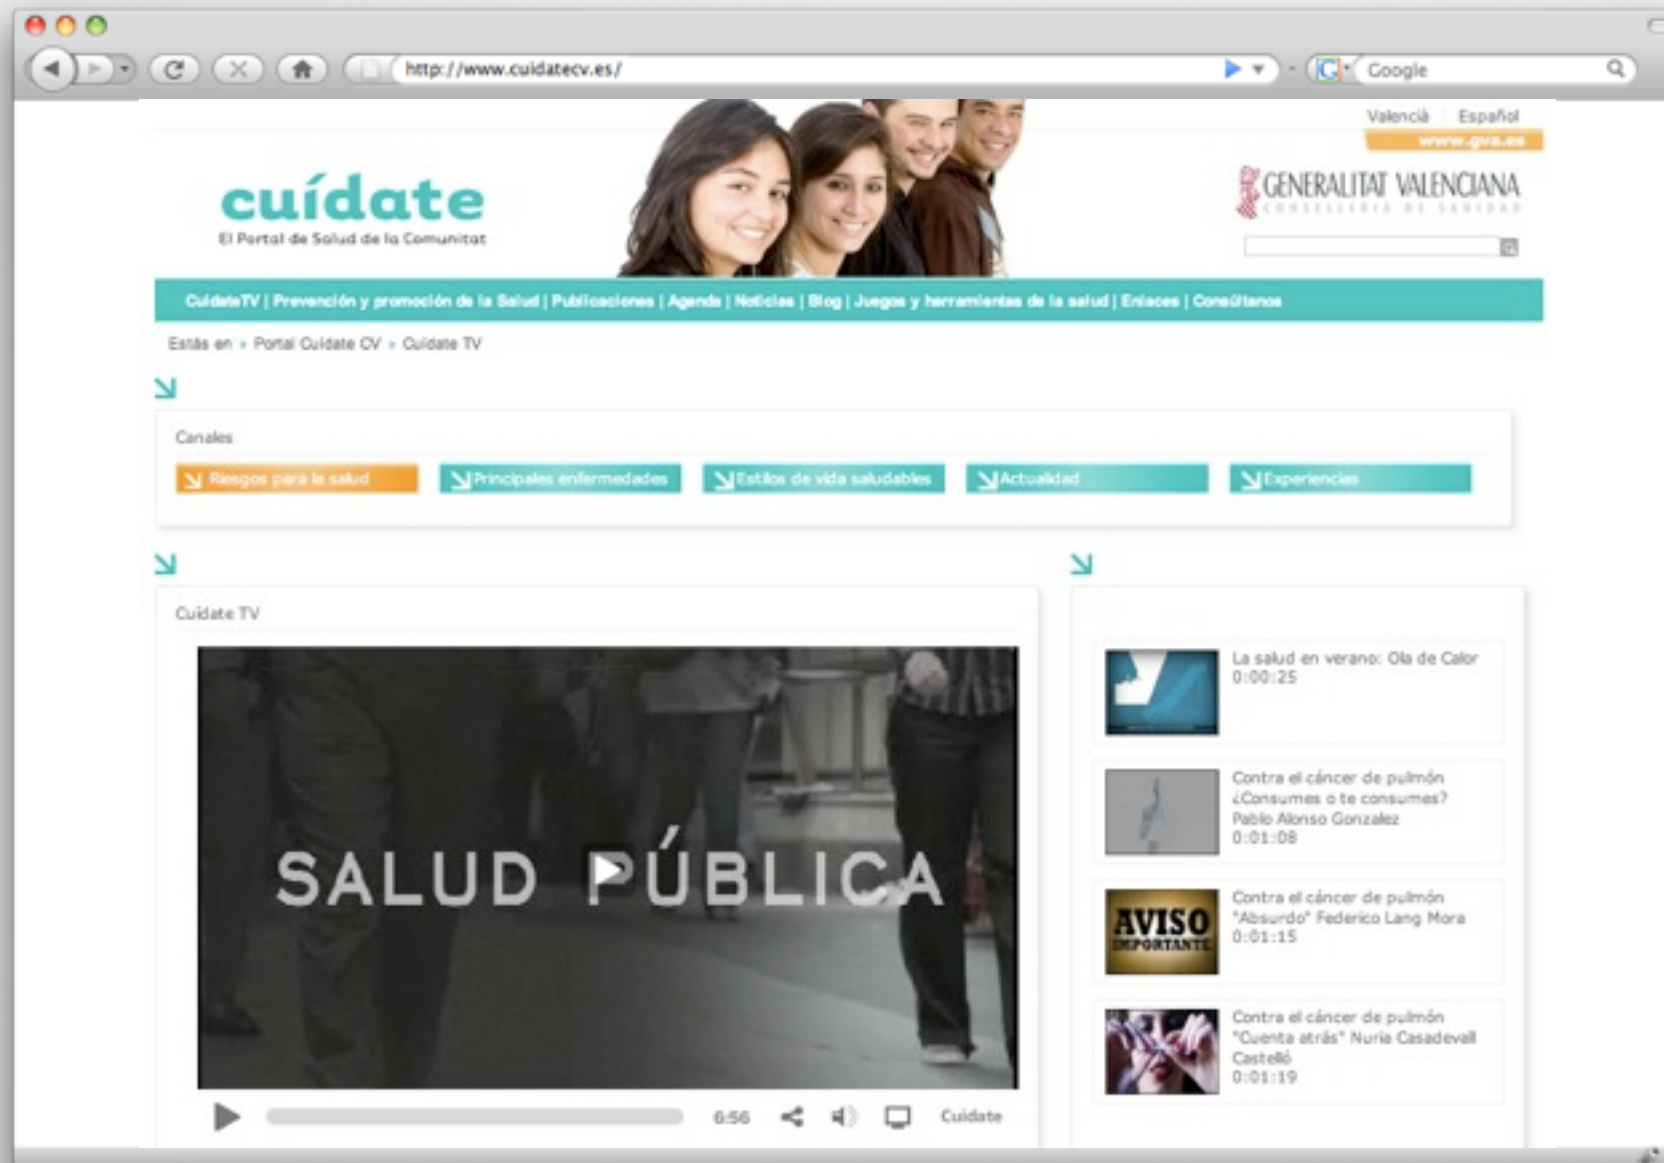 http://www.cuidatecv.es/
Google
Valencià Español
www.gva.es
cuídate
El Portal de Salud de la Comunitat
GENERALITAT VALENCIANA
CONSELLERIA DE SANIDAD
CuídateTV | Prevención y promoción de la Salud | Publicaciones | Agenda | Noticias | Blog | Juegos y herramientas de la salud | Enlaces | Consúltanos
Estás en » Portal Cuídate CV » Cuídate TV
Canales
Riesgos para la salud
Principales enfermedades
Estilos de vida saludables
Actualidad
Experiencias
Cuídate TV
SALUD PÚBLICA
6:56
Cuidate
La salud en verano: Ola de Calor
0:00:25
Contra el cáncer de pulmón
¿Consumes o te consumes?
Pablo Alonso Gonzalez
0:01:08
AVISO
IMPORTANTE
Contra el cáncer de pulmón
"Absurdo" Federico Lang Mora
0:01:15
Contra el cáncer de pulmón
"Cuenta atrás" Nuria Casadevall
Castelló
0:01:19